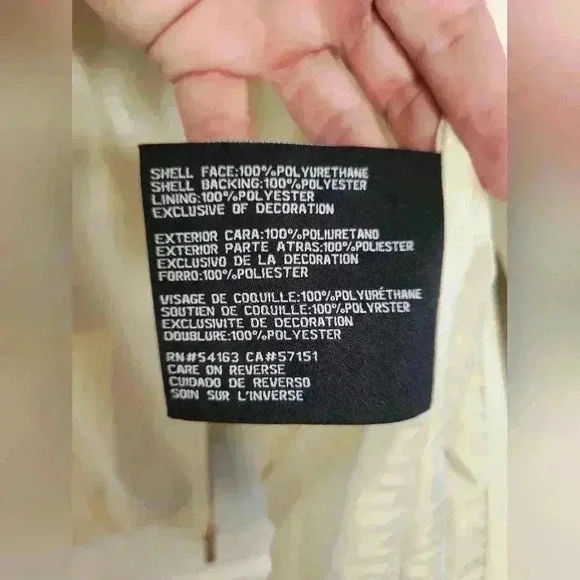 SHELL FACE:100%POLYURETHANE
SHELL BACKING:100%POLYESTER
LINING:100%POLYESTER
EXCLUSIVE OF DECORATION
EXTERIOR CARA:100%POLIURETANO
EXTERIOR PARTE ATRAS:100%POLIESTER
EXCLUSIVO DE LA DECORATION
FORRO:100%POLIESTER
VISAGE DE COQUILLE:100%POLYURÉTHANE
SOUTIEN DE COQUILLE:100%POLYRSTER
EXCLUSIVITE DE DECORATION
DOUBLURE:100%POLYESTER
RN#54163 CA#57151
CARE ON REVERSE
CUIDADO DE REVERSO
SOIN SUR L'INVERSE